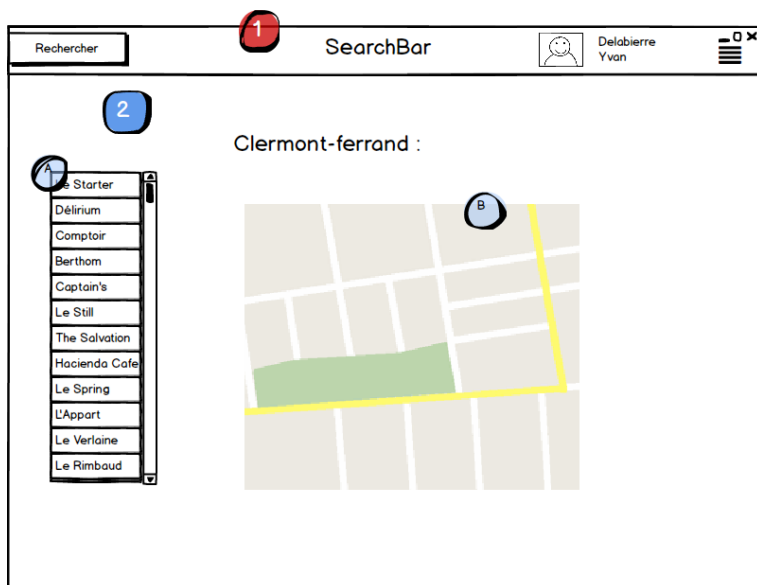 1
Rechercher
SearchBar
Delabierre
Yvan
2
Clermont-ferrand :
A
Le Starter
B
Délirium
Comptoir
Berthom
Captain's
Le Still
The Salvation
Hacienda Cafe
Le Spring
L'Appart
Le Verlaine
Le Rimbaud